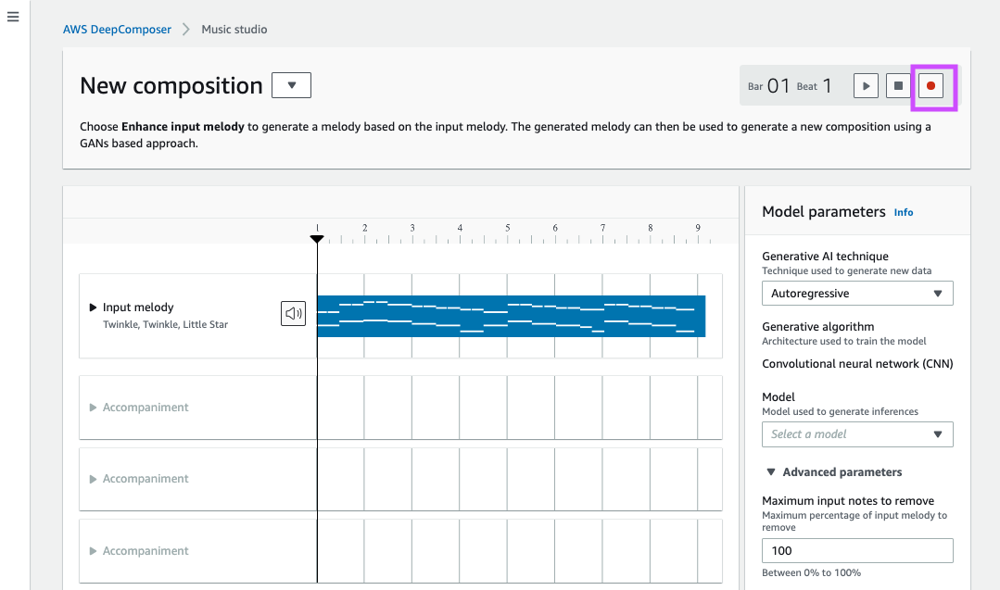 AWS DeepComposer Music studio
New composition
Bar 01 Beat 1
Choose Enhance input melody to generate a melody based on the input melody. The generated melody can then be used to generate a new composition using a
GANs based approach.
1 2 3 4 5 6 7 8 9
Input melody
Twinkle, Twinkle, Little Star
Accompaniment
Accompaniment
Accompaniment
Model parameters Info
Generative AI technique
Technique used to generate new data
Autoregressive
Generative algorithm
Architecture used to train the model
Convolutional neural network (CNN)
Model
Model used to generate inferences
Select a model
Advanced parameters
Maximum input notes to remove
Maximum percentage of input melody to
remove
100
Between 0% to 100%